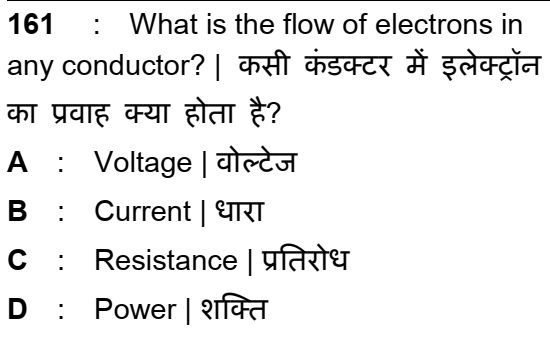 161 : What is the flow of electrons in
any conductor? | कसी कंडक्टर में इलेक्ट्रॉन
का प्रवाह क्या होता है?
A : Voltage | वोल्टेज
B : Current | धारा
C : Resistance | प्रतिरोध
D : Power | शक्ति